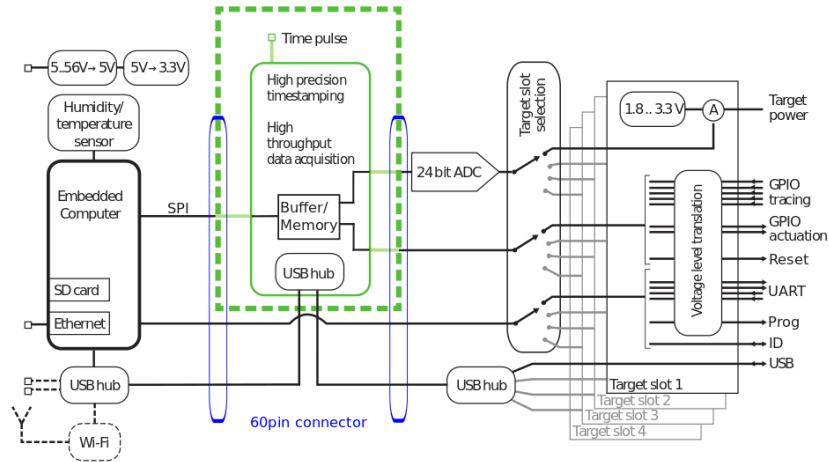 Time pulse
5..56V→ 5V
5V→ 3.3V
High precision
timestamping
High
throughput
data acquisition
Humidity/
temperature
sensor
Embedded
Computer
SPI
Buffer/
Memory
USB hub
SD card
Ethernet
USB hub
Wi-Fi
60pin connector
24 bit ADC
Target slot
selection
1.8 .. 3.3 V
A
Target
power
Voltage level translation
GPIO
tracing
GPIO
actuation
Reset
UART
Prog
ID
USB
USB hub
Target slot 1
Target slot 2
Target slot 3
Target slot 4